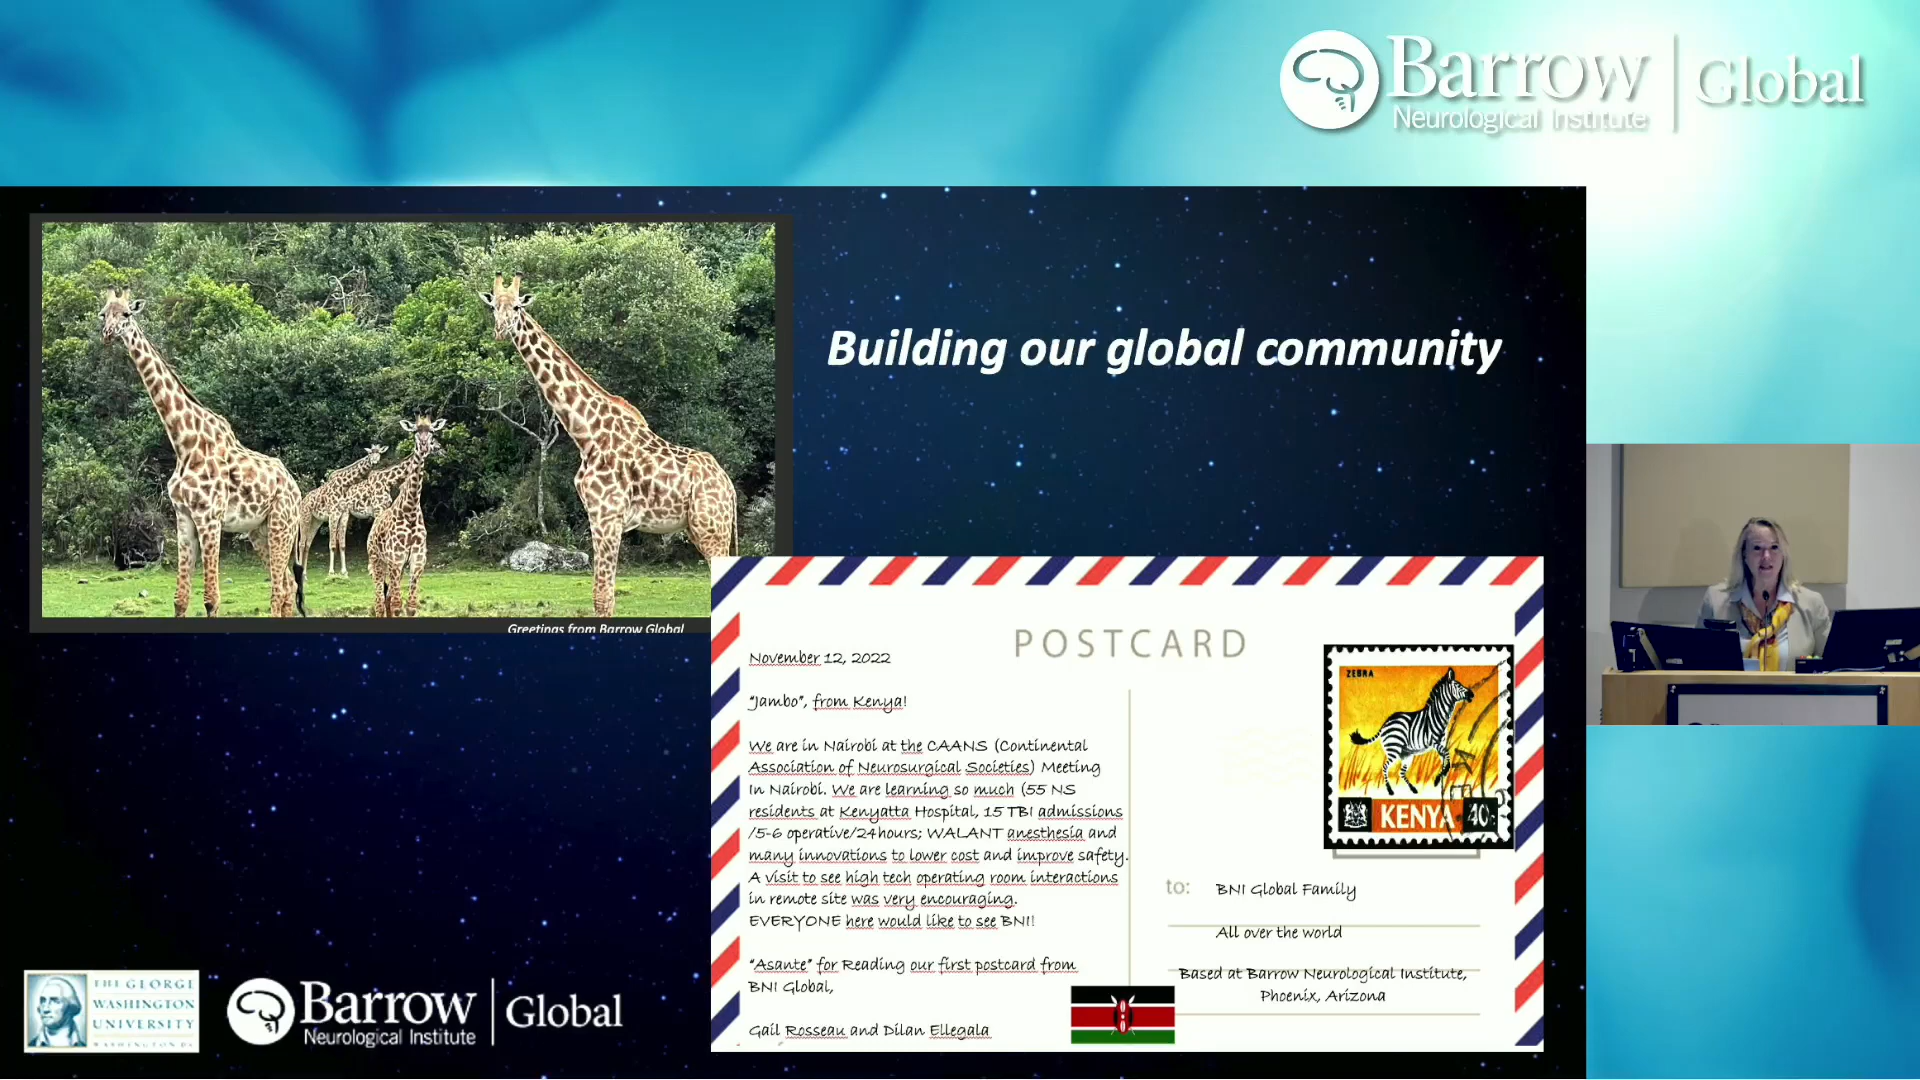 Barrow
Neurological Institute
Global
Building our global community
Greetings from Barrow Global
POSTCARD
November 12, 2022
"Jambo", from Kenya!
We are in Nairobi at the CAANS (Continental
Association of Neurosurgical Societies) Meeting
In Nairobi. We are learning so much (55 NS
residents at Kenyatta Hospital, 15 TBI admissions
/5-6 operative/24hours; WALANT anesthesia and
many innovations to lower cost and improve safety.
A visit to see high tech operating room interactions
in remote site was very encouraging.
EVERYONE here would like to see BNI!
"Asante" for Reading our first postcard from
BNI Global,
Gail Rosseau and Dilan Ellegala
ZEBRA
KENYA 40
to: BNI Global Family
All over the world
Based at Barrow Neurological Institute,
Phoenix, Arizona
THE GEORGE
WASHINGTON
UNIVERSITY
WASHINGTON DC
Barrow
Neurological Institute
Global